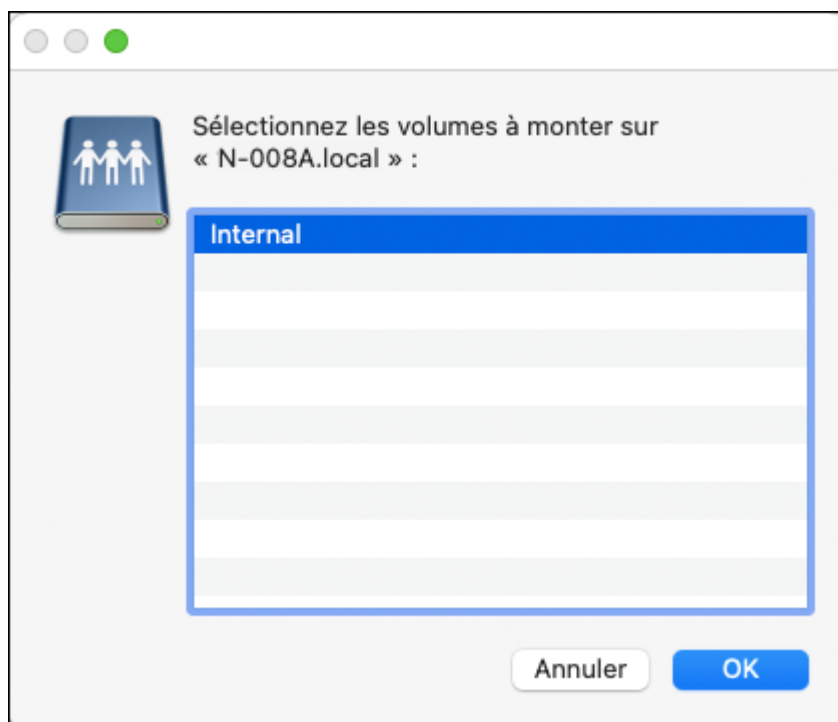 Sélectionnez les volumes à monter sur
« N-008A.local » :
Internal
Annuler
OK